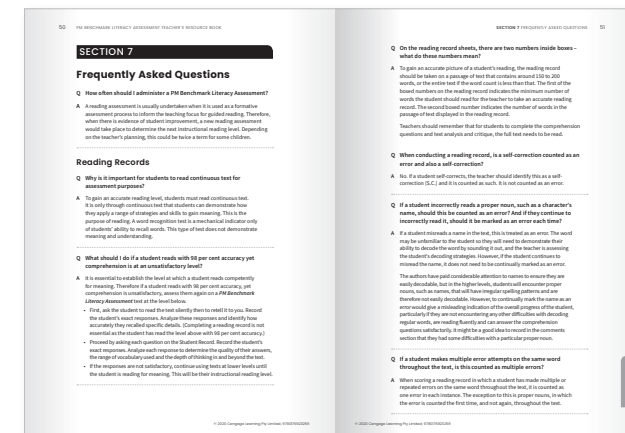 50 PM BENCHMARK LITERACY ASSESSMENT TEACHER'S RESOURCE BOOK
SECTION 7
Frequently Asked Questions
Q How often should I administer a PM Benchmark Literacy Assessment?
A A reading assessment is usually undertaken when it is used as a formative
assessment process to inform the teaching focus for guided reading. Therefore,
when there is evidence of student improvement, a new reading assessment
would take place to determine the next instructional reading level. Depending
on the teacher's planning, this could be twice a term for some children.
Reading Records
Q Why is it important for students to read continuous text for
assessment purposes?
A To gain an accurate reading level, students must read continuous text.
It is only through continuous text that students can demonstrate how
they apply a range of strategies and skills to gain meaning. This is the
purpose of reading. A word recognition test is a mechanical indicator only
of students' ability to recall words. This type of test does not demonstrate
meaning and understanding.
Q What should I do if a student reads with 98 per cent accuracy yet
comprehension is at an unsatisfactory level?
A It is essential to establish the level at which a student reads competently
for meaning. Therefore if a student reads with 98 per cent accuracy, yet
comprehension is unsatisfactory, assess them again on a PM Benchmark
Literacy Assessment text at the level below.
• First, ask the student to read the text silently then to retell it to you. Record
the student's exact responses. Analyse these responses and identify how
accurately they recalled specific details. (Completing a reading record is not
essential as the student has read the level above with 98 per cent accuracy.)
• Proceed by asking each question on the Student Record. Record the student's
exact responses. Analyse each response to determine the quality of their answers,
the range of vocabulary used and the depth of thinking in and beyond the text.
• If the responses are not satisfactory, continue using texts at lower levels until
the student is reading for meaning. This will be their instructional reading level.
© 2020 Cengage Learning Pty Limited
SECTION 7 FREQUENTLY ASKED QUESTIONS 51
Q On the reading record sheets, there are two numbers inside boxes –
what do these numbers mean?
A To gain an accurate picture of a student's reading, the reading record
should be taken on a passage of text that contains around 150 to 200
words, or the entire text if the word count is less than that. The first of the
boxed numbers on the reading record indicates the minimum number of
words the student should read for the teacher to take an accurate reading
record. The second boxed number indicates the number of words in the
passage of text displayed in the reading record.
Teachers should remember that for students to complete the comprehension
questions and text analysis and critique, the full text needs to be read.
Q When conducting a reading record, is a self-correction counted as an
error and also a self-correction?
A No. If a student self-corrects, the teacher should identify this as a self-
correction (S.C.) and it is counted as such. It is not counted as an error.
Q If a student incorrectly reads a proper noun, such as a character's
name, should this be counted as an error? And if they continue to
incorrectly read it, should it be marked as an error each time?
A If a student misreads a name in the text, this is treated as an error. The word
may be unfamiliar to the student so they will need to demonstrate their
ability to decode the word by sounding it out, and the teacher is assessing
the student's decoding strategies. However, if the student continues to
misread the name, it does not need to be continually marked as an error.
The authors have paid considerable attention to names to ensure they are
easily decodable, but in the higher levels, students will encounter proper
nouns, such as names, that will have irregular spelling patterns and are
therefore not easily decodable. However, to continually mark the name as an
error would give a misleading indication of the overall progress of the student,
particularly if they are not encountering any other difficulties with decoding
regular words, are reading fluently and can answer the comprehension
questions satisfactorily. It might be a good idea to record in the comments
section that they are having some difficulties with a particular proper noun.
Q If a student makes multiple error attempts on the same word
throughout the text, is this counted as multiple errors?
A When scoring a reading record in which a student has made multiple or
repeated errors on the same word throughout the text, it is counted as
one error in each instance. The exception to this is proper nouns, in which
the error is counted the first time, and not again, throughout the text.
© 2020 Cengage Learning Pty Limited